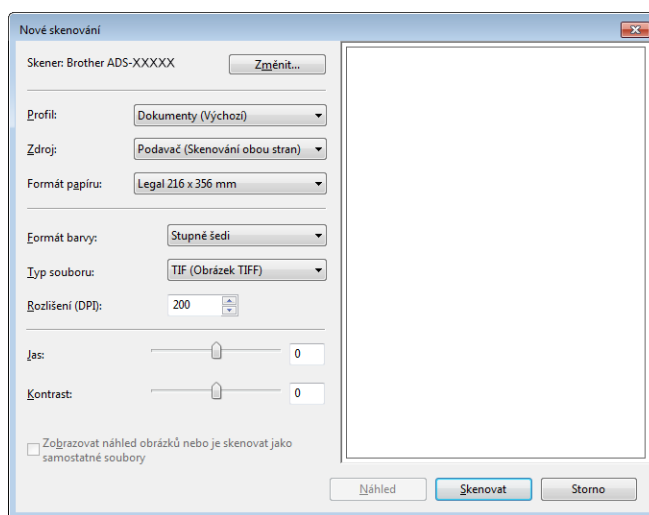 Nové skenování
Skener: Brother ADS-XXXXX
Změnit...
Profil:
Dokumenty (Výchozí)
Zdroj:
Podavač (Skenování obou stran)
Formát papíru:
Legal 216 x 356 mm
Formát barvy:
Stupně šedi
Typ souboru:
TIF (Obrázek TIFF)
Rozlišení (DPI):
200
Jas:
0
Kontrast:
0
Zobrazovat náhled obrázků nebo je skenovat jako
samostatné soubory
Náhled
Skenovat
Storno